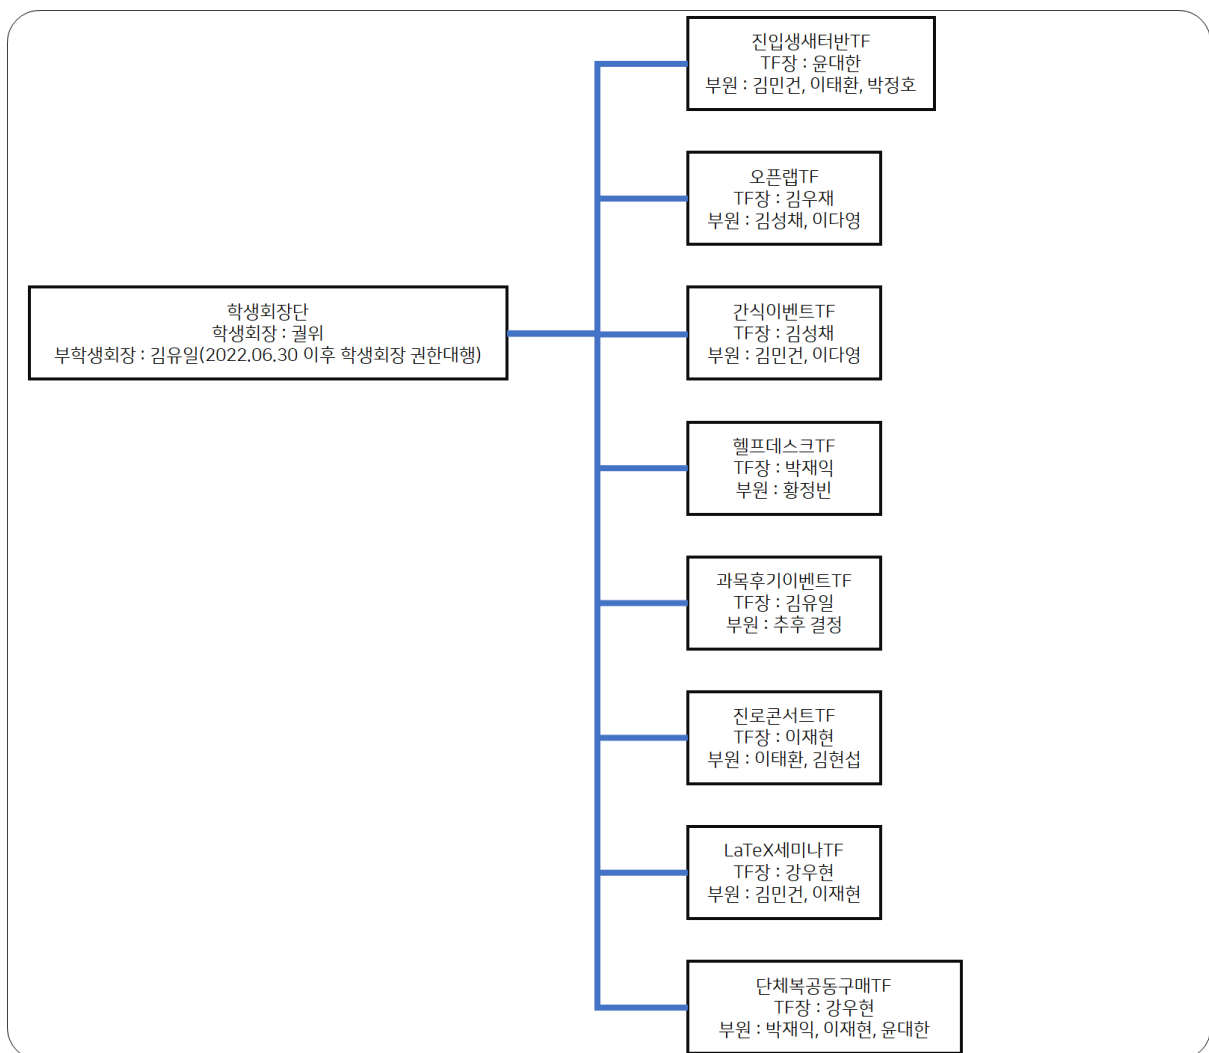 진입생새터반TF
TF장 : 윤대한
부원 : 김민건, 이태환, 박정호
오픈랩TF
TF장 : 김우재
부원 : 김성채, 이다영
학생회장단
학생회장 : 궐위
부학생회장 : 김유일(2022.06.30 이후 학생회장 권한대행)
간식이벤트TF
TF장 : 김성채
부원 : 김민건, 이다영
헬프데스크TF
TF장 : 박재익
부원 : 황정빈
과목후기이벤트TF
TF장 : 김유일
부원 : 추후 결정
진로콘서트TF
TF장 : 이재현
부원 : 이태환, 김현섭
LaTeX세미나TF
TF장 : 강우현
부원 : 김민건, 이재현
단체복공동구매TF
TF장 : 강우현
부원 : 박재익, 이재현, 윤대한